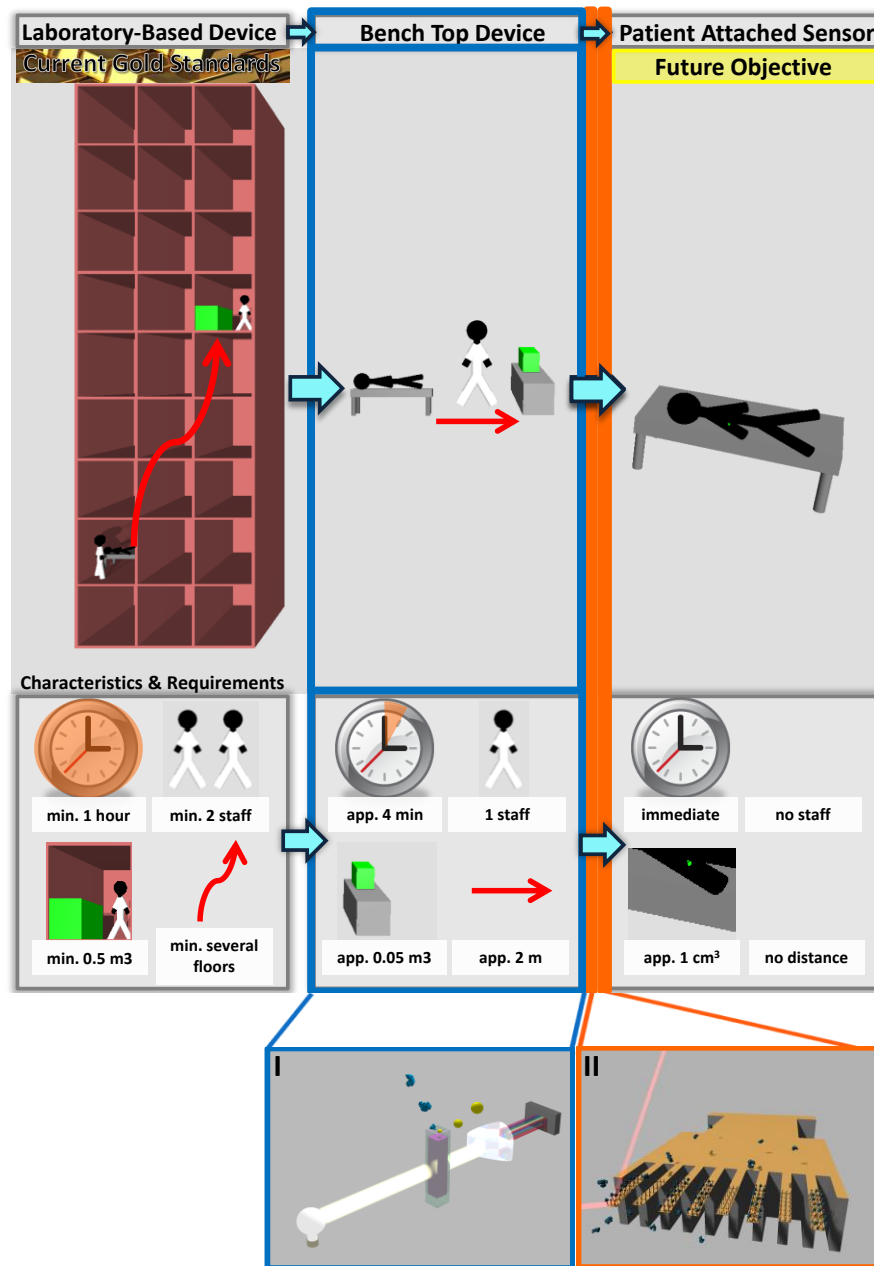 Laboratory-Based Device
Bench Top Device
Patient Attached Sensor
Current Gold Standards
Future Objective
Characteristics & Requirements
min. 1 hour
min. 2 staff
app. 4 min
1 staff
immediate
no staff
min. 0.5 m3
min. several
floors
app. 0.05 m3
app. 2 m
app. 1 cm³
no distance
I
II